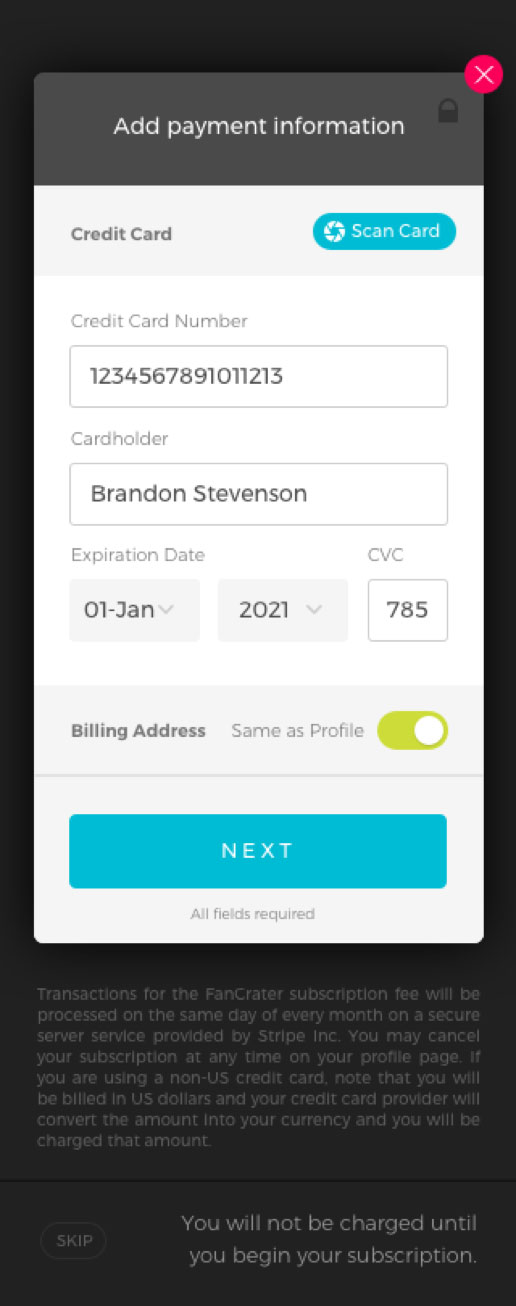 Add payment information
Credit Card
Scan Card
Credit Card Number
1234567891011213
Cardholder
Brandon Stevenson
Expiration Date
CVC
01-Jan
2021
785
Billing Address
Same as Profile
NEXT
All fields required
Transactions for the FanCrater subscription fee will be
processed on the same day of every month on a secure
server service provided by Stripe Inc. You may cancel
your subscription at any time on your profile page. If
you are using a non-US credit card, note that you will
be billed in US dollars and your credit card provider will
convert the amount into your currency and you will be
charged that amount.
SKIP
You will not be charged until
you begin your subscription.